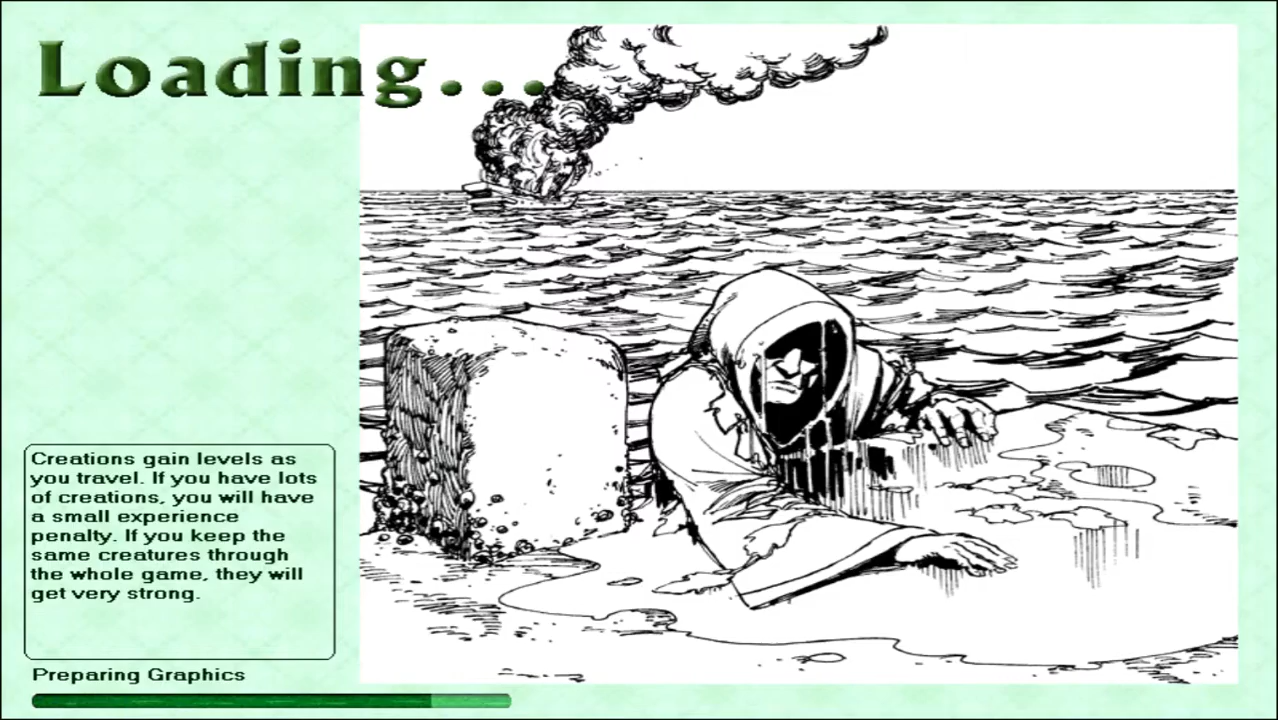 Loading...
Creations gain levels as
you travel. If you have lots
of creations, you will have
a small experience
penalty. If you keep the
same creatures through
the whole game, they will
get very strong.
Preparing Graphics